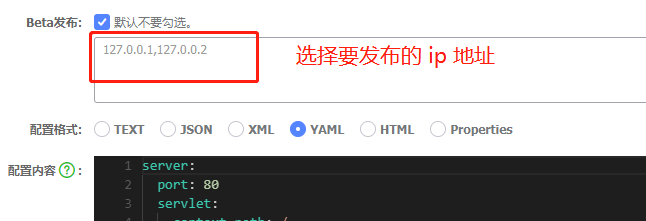 Beta发布: 默认不要勾选。
127.0.0.1,127.0.0.2
选择要发布的 ip 地址
配置格式: TEXT JSON XML YAML HTML Properties
配置内容 ? :
1 server:
2 port: 80
3 servlet:
context-path: /